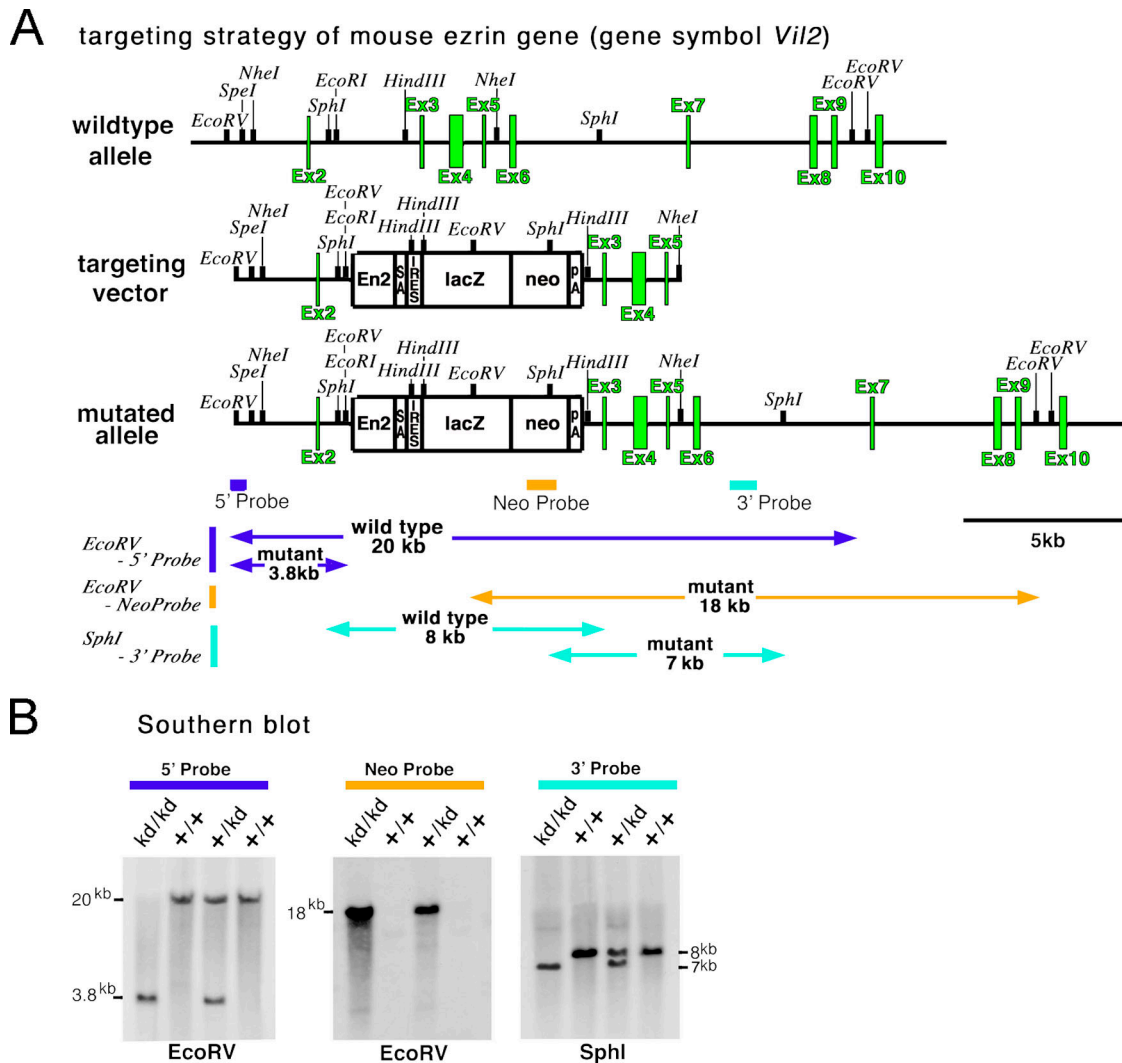 A targeting strategy of mouse ezrin gene (gene symbol Vil2)
EcoRV
EcoRV
NheI
SpeI
EcoRV
EcoRI
SphI
HindIII
Ex3
Ex5
NheI
SphI
Ex7
Ex9
wildtype
allele
Ex2
Ex4
Ex6
Ex8
Ex10
EcoRV
HindIII
NheI
SpeI
EcoRV
EcoRI
SphI
HindIII
EcoRV
SphI
HindIII
Ex3
Ex5
NheI
targeting
vector
En2
SA
IRES
lacZ
neo
pA
Ex2
Ex4
EcoRV
HindIII
EcoRV
EcoRV
NheI
SpeI
EcoRV
EcoRI
SphI
HindIII
EcoRV
SphI
HindIII
Ex3
Ex5
NheI
SphI
Ex7
Ex9
mutated
allele
En2
SA
IRES
lacZ
neo
pA
Ex2
Ex4
Ex6
Ex8
Ex10
5' Probe
Neo Probe
3' Probe
EcoRV
- 5' Probe
wild type
20 kb
5kb
mutant
3.8kb
EcoRV
- NeoProbe
mutant
18 kb
SphI
- 3' Probe
wild type
8 kb
mutant
7 kb
B Southern blot
5' Probe
kd/kd +/+ +/kd +/+
20 kb
3.8 kb
EcoRV
Neo Probe
kd/kd +/+ +/kd +/+
18 kb
EcoRV
3' Probe
kd/kd +/+ +/kd +/+
8 kb
7 kb
SphI